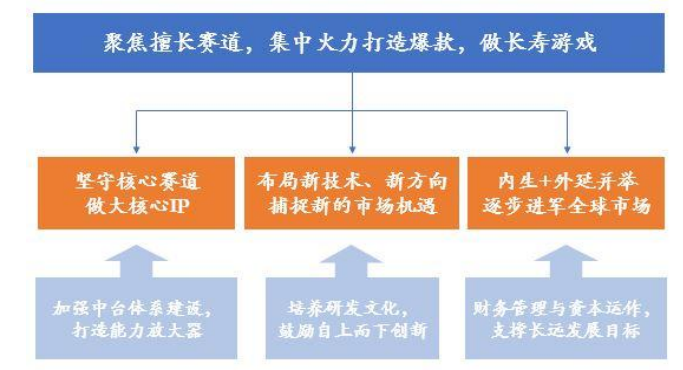 聚焦擅长赛道，集中火力打造爆款，做长寿游戏
坚守核心赛道
做大核心IP
布局新技术、新方向
捕捉新的市场机遇
内生+外延并举
逐步进军全球市场
加强中台体系建设，
打造能力放大器
培养研发文化，
鼓励自上而下创新
财务管理与资本运作，
支撑长远发展目标